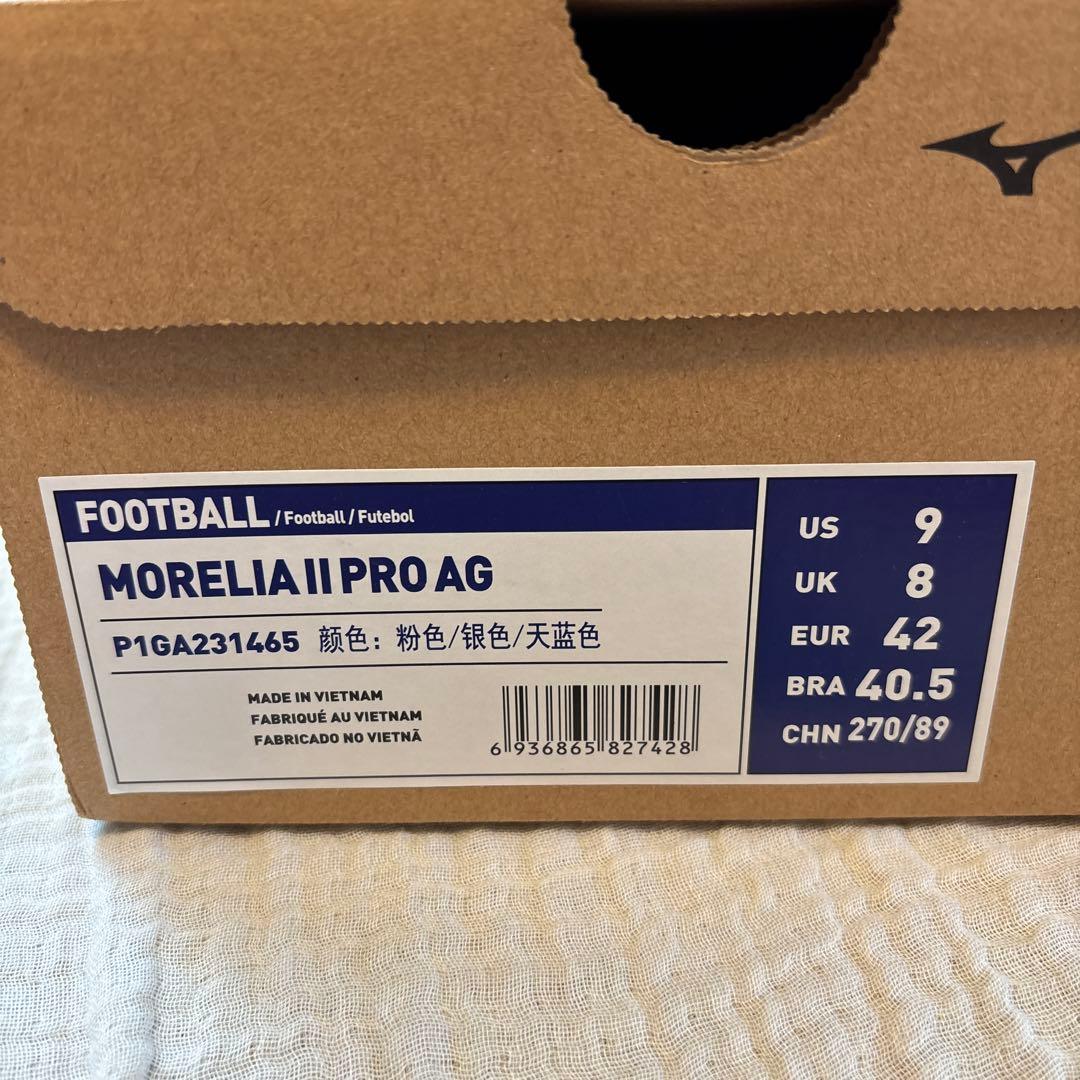 FOOTBALL / Football / Futebol
MORELIA II PRO AG
P1GA231465 颜色：粉色/银色/天蓝色
MADE IN VIETNAM
FABRIQUÉ AU VIETNAM
FABRICADO NO VIETNÃ
6 936865 827428
US 9
UK 8
EUR 42
BRA 40.5
CHN 270/89